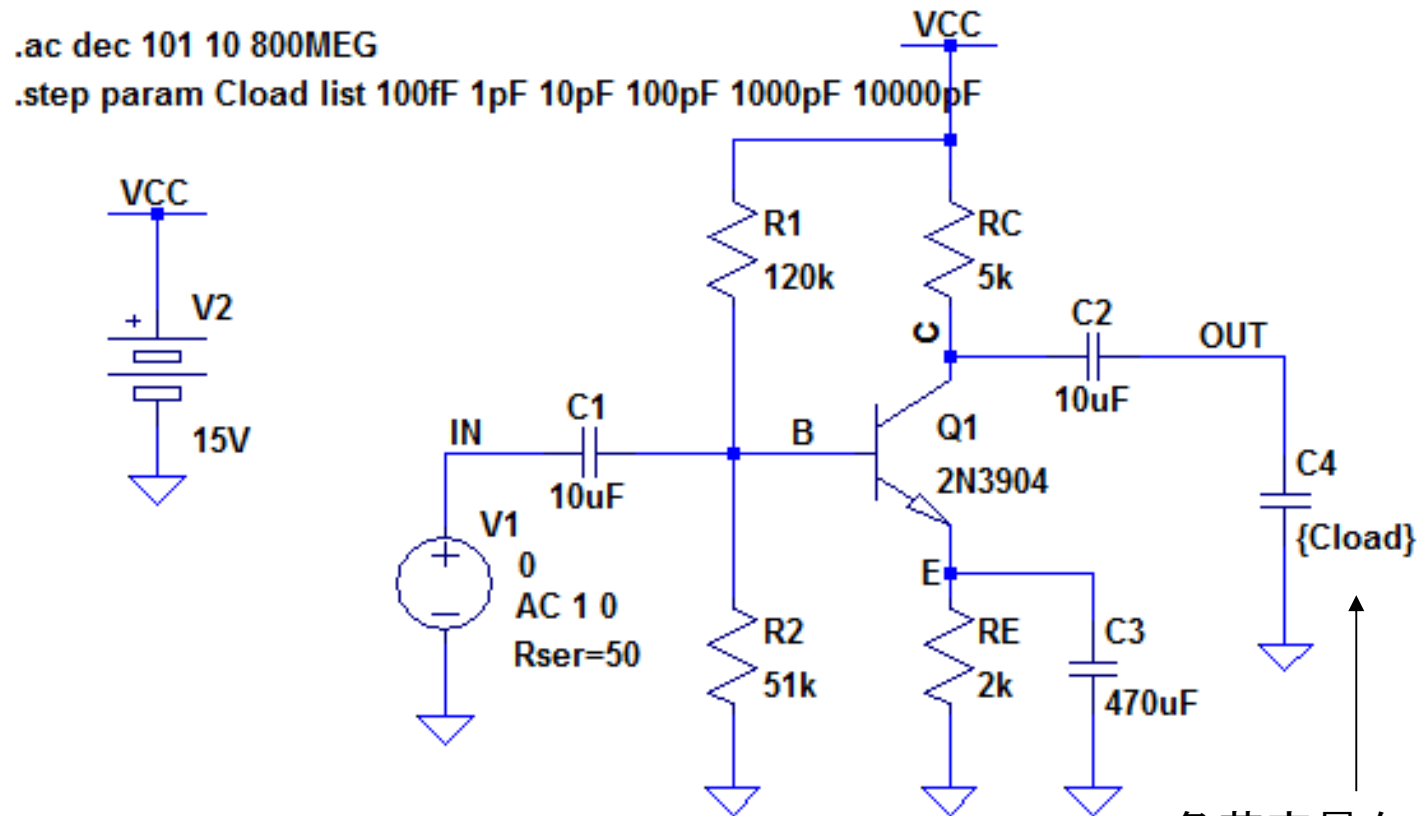 .ac dec 101 10 800MEG
.step param Cload list 100fF 1pF 10pF 100pF 1000pF 10000pF
VCC
VCC
V2
+
15V
R1
120k
RC
5k
C
C2
10uF
OUT
IN
C1
10uF
B
Q1
2N3904
C4
{Cload}
V1
0
AC 1 0
Rser=50
E
R2
51k
RE
2k
C3
470uF